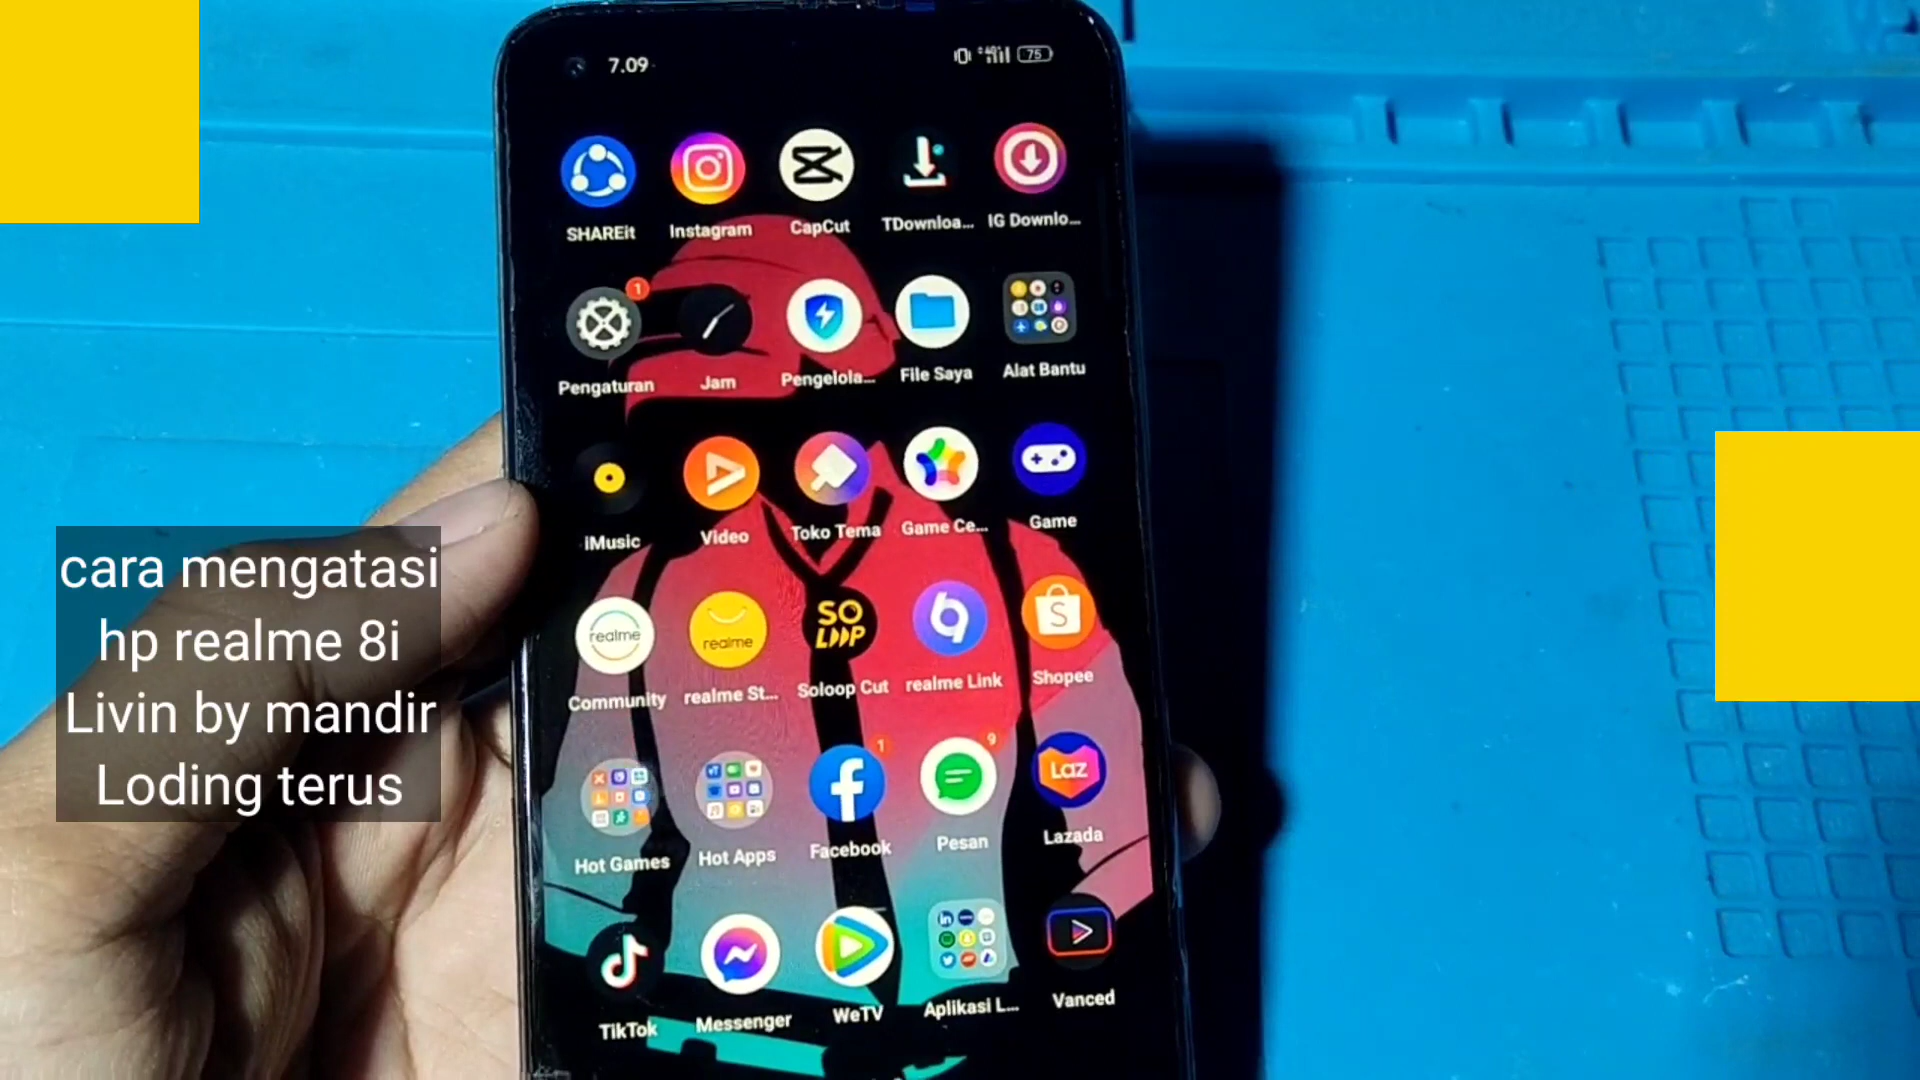 7.09
75
SHAREit
Instagram
CapCut
TDownloa...
IG Downlo...
1
Pengaturan
Jam
Pengelola...
File Saya
Alat Bantu
iMusic
Video
Toko Tema
Game Ce...
Game
cara mengatasi
hp realme 8i
Livin by mandir
Loding terus
realme
realme
SO
LOOP
S
Community
realme St...
Soloop Cut
realme Link
Shopee
1
9
Laz
Hot Games
Hot Apps
Facebook
Pesan
Lazada
TikTok
Messenger
WeTV
Aplikasi L...
Vanced